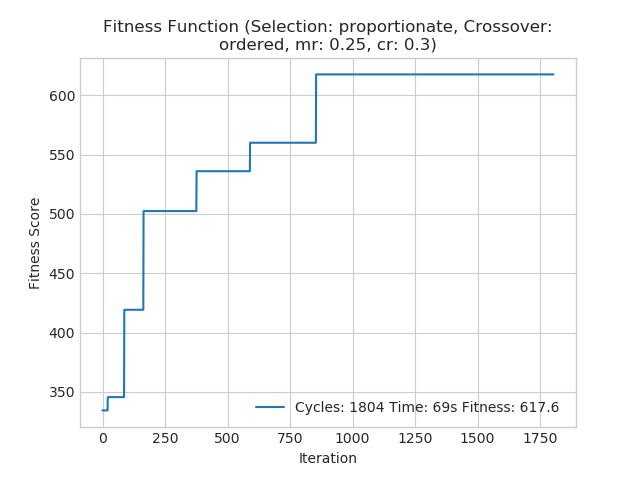 Fitness Function (Selection: proportionate, Crossover:
ordered, mr: 0.25, cr: 0.3)
Fitness Score
600
550
500
450
400
350
Cycles: 1804 Time: 69s Fitness: 617.6
0 250 500 750 1000 1250 1500 1750
Iteration